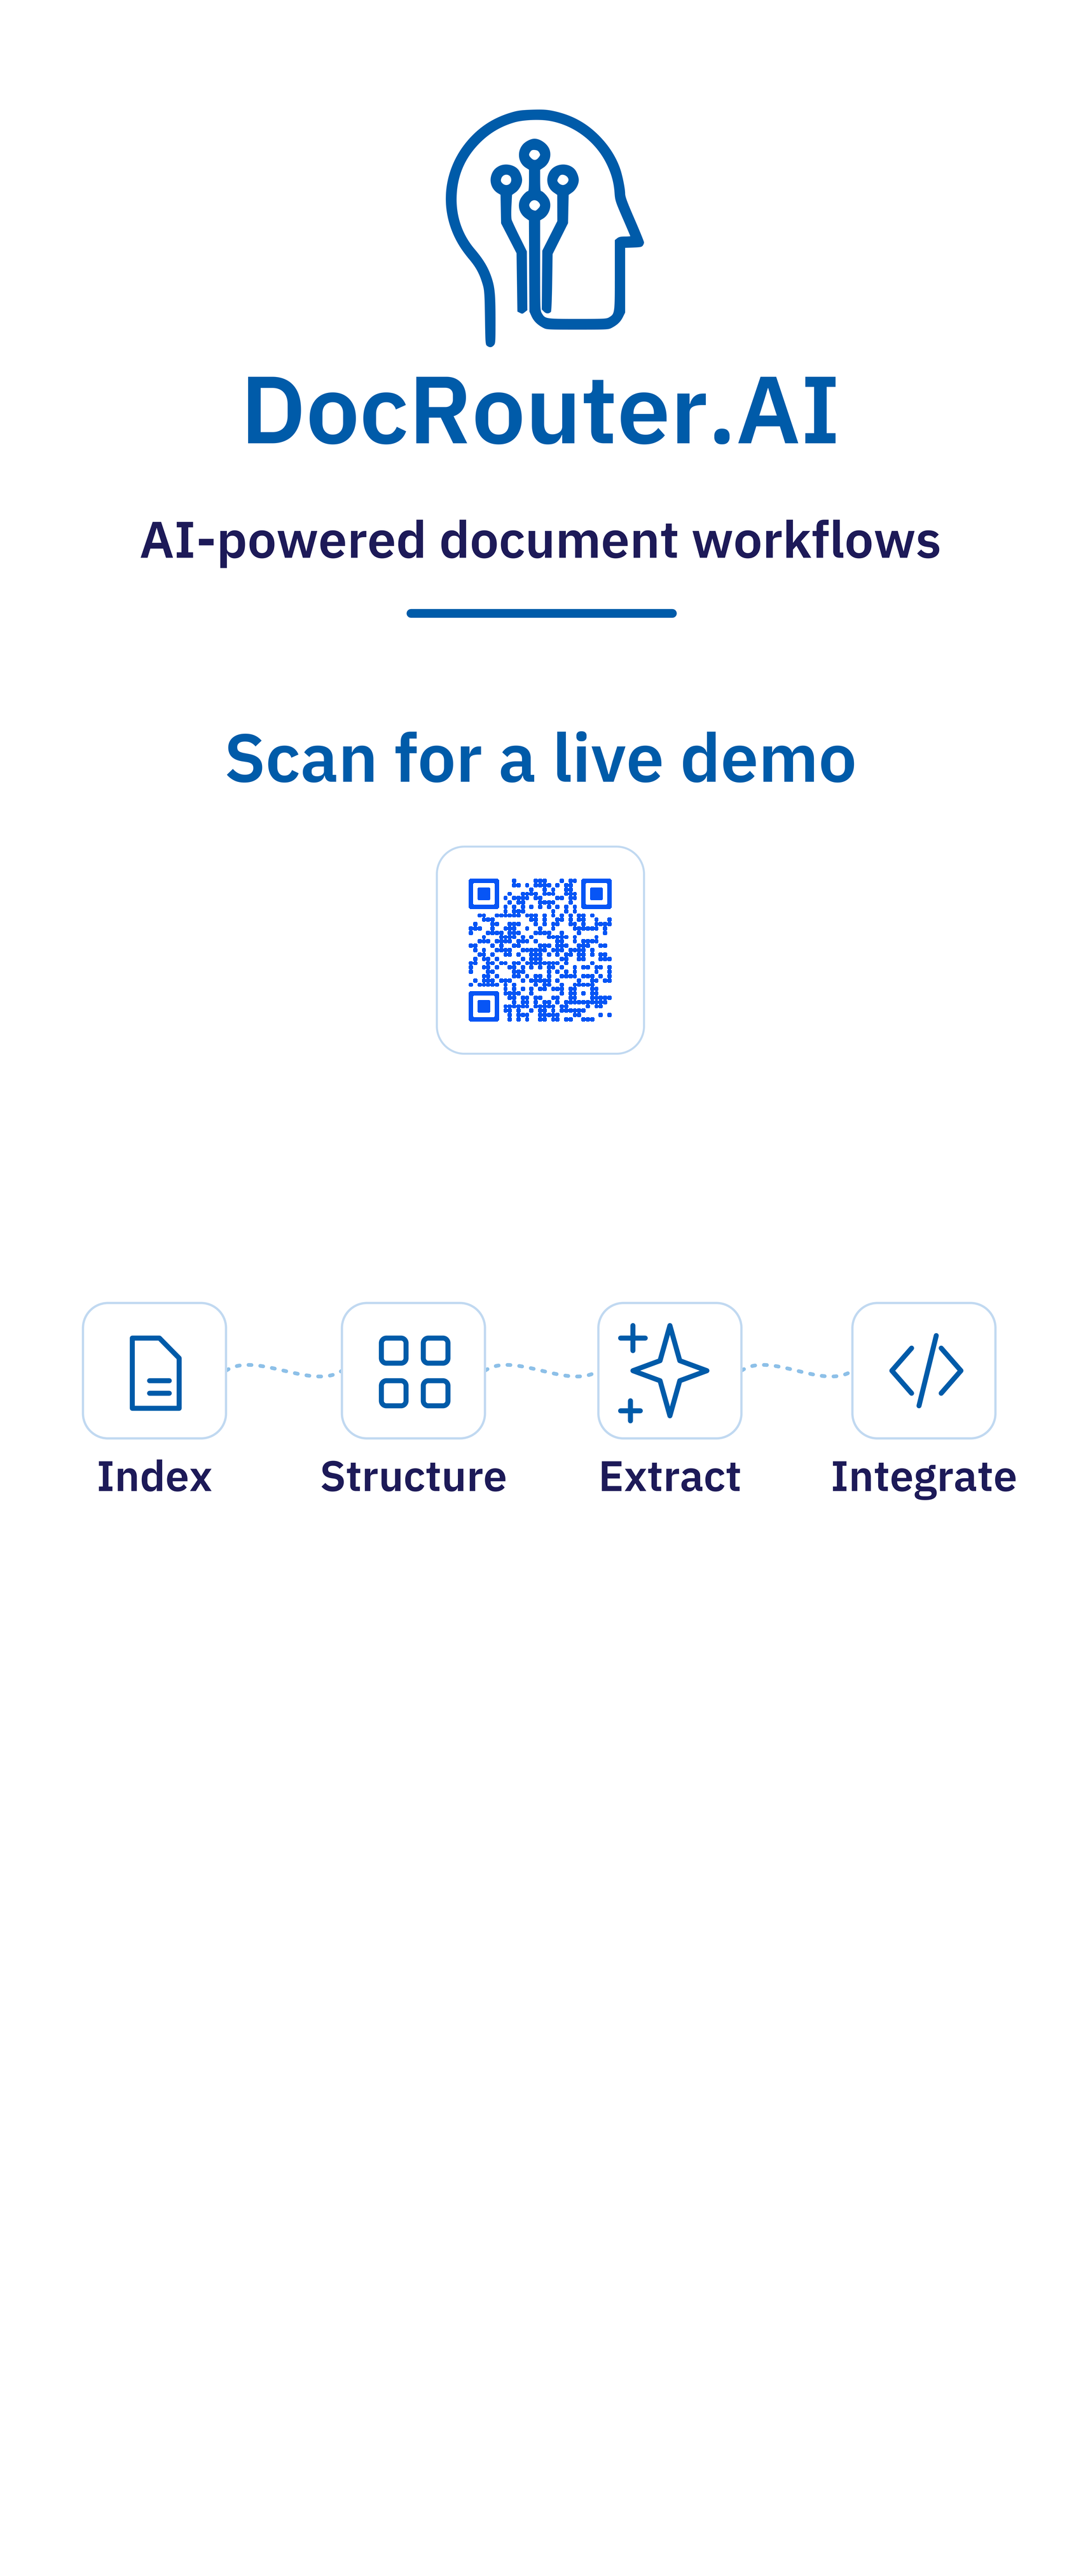 DocRouter.AI
AI-powered document workflows
Scan for a live demo
Index Structure Extract Integrate